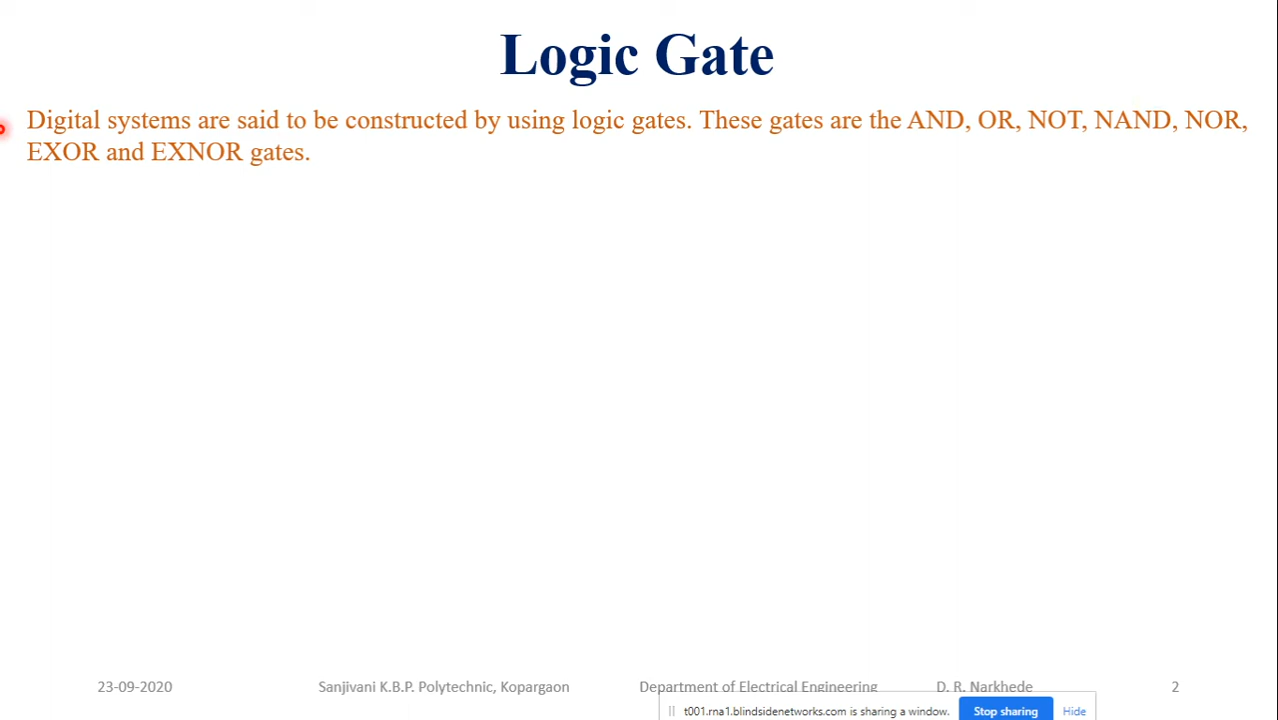 Logic Gate
Digital systems are said to be constructed by using logic gates. These gates are the AND, OR, NOT, NAND, NOR,
EXOR and EXNOR gates.
23-09-2020 Sanjivani K.B.P. Polytechnic, Kopargaon Department of Electrical Engineering D. R. Narkhede 2
t001.rna1.blindsidenetworks.com is sharing a window. Stop sharing Hide